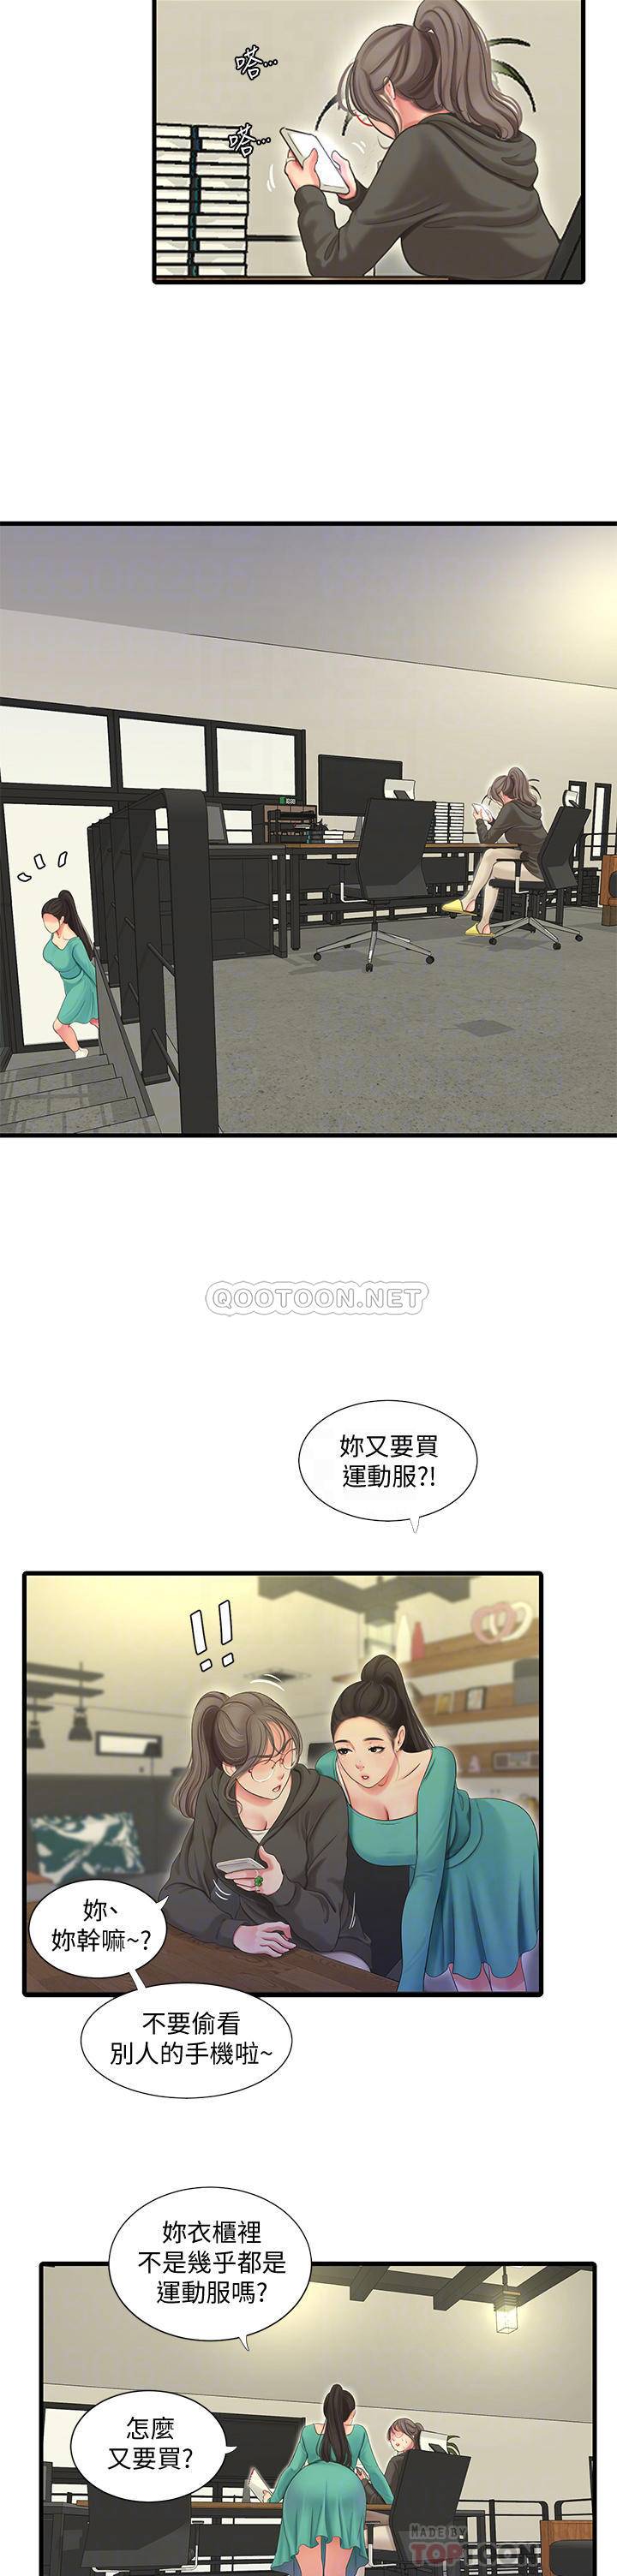 嗒…
嗒…
QOOTOON.NET
妳又要買
運動服?!
!!
妳、
妳幹嘛~?
不要偷看
別人的手機啦~
妳衣櫃裡
不是幾乎都是
運動服嗎?
怎麼
又要買?
MADE BY
TOPTOON